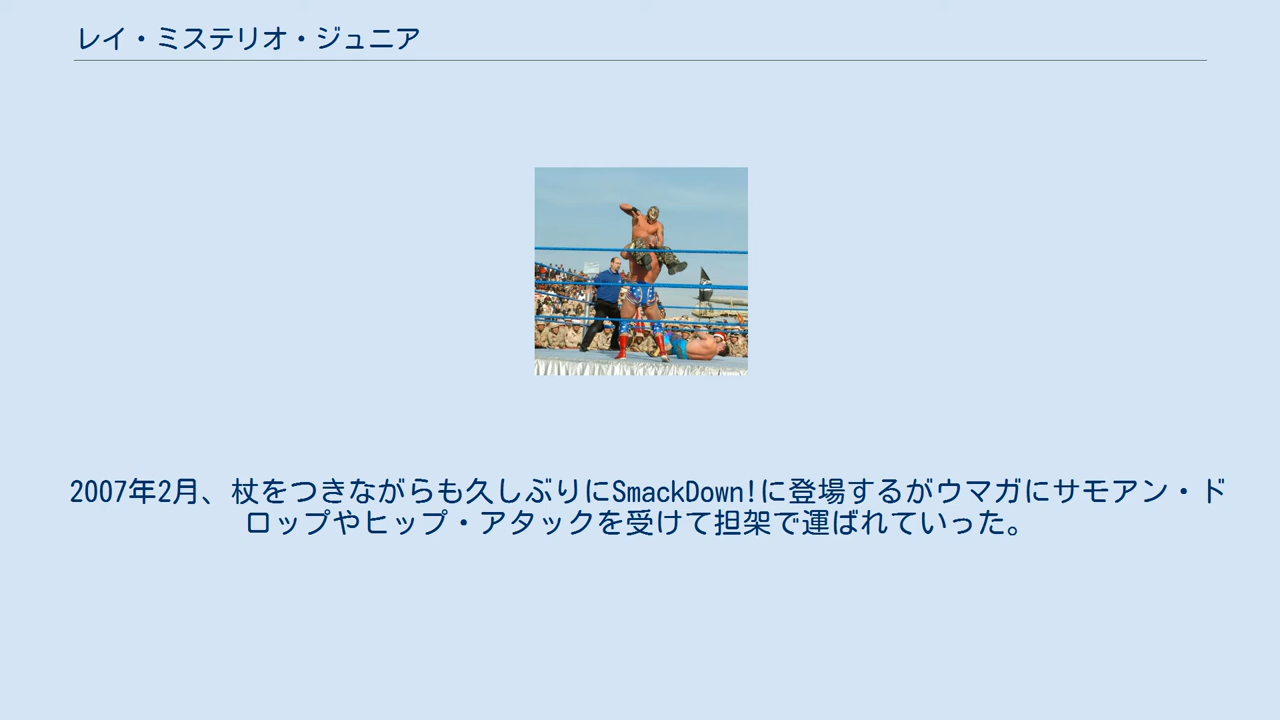 レイ・ミステリオ・ジュニア
2007年2月、杖をつきながらも久しぶりにSmackDown!に登場するがウマガにサモアン・ド
ロップやヒップ・アタックを受けて担架で運ばれていった。